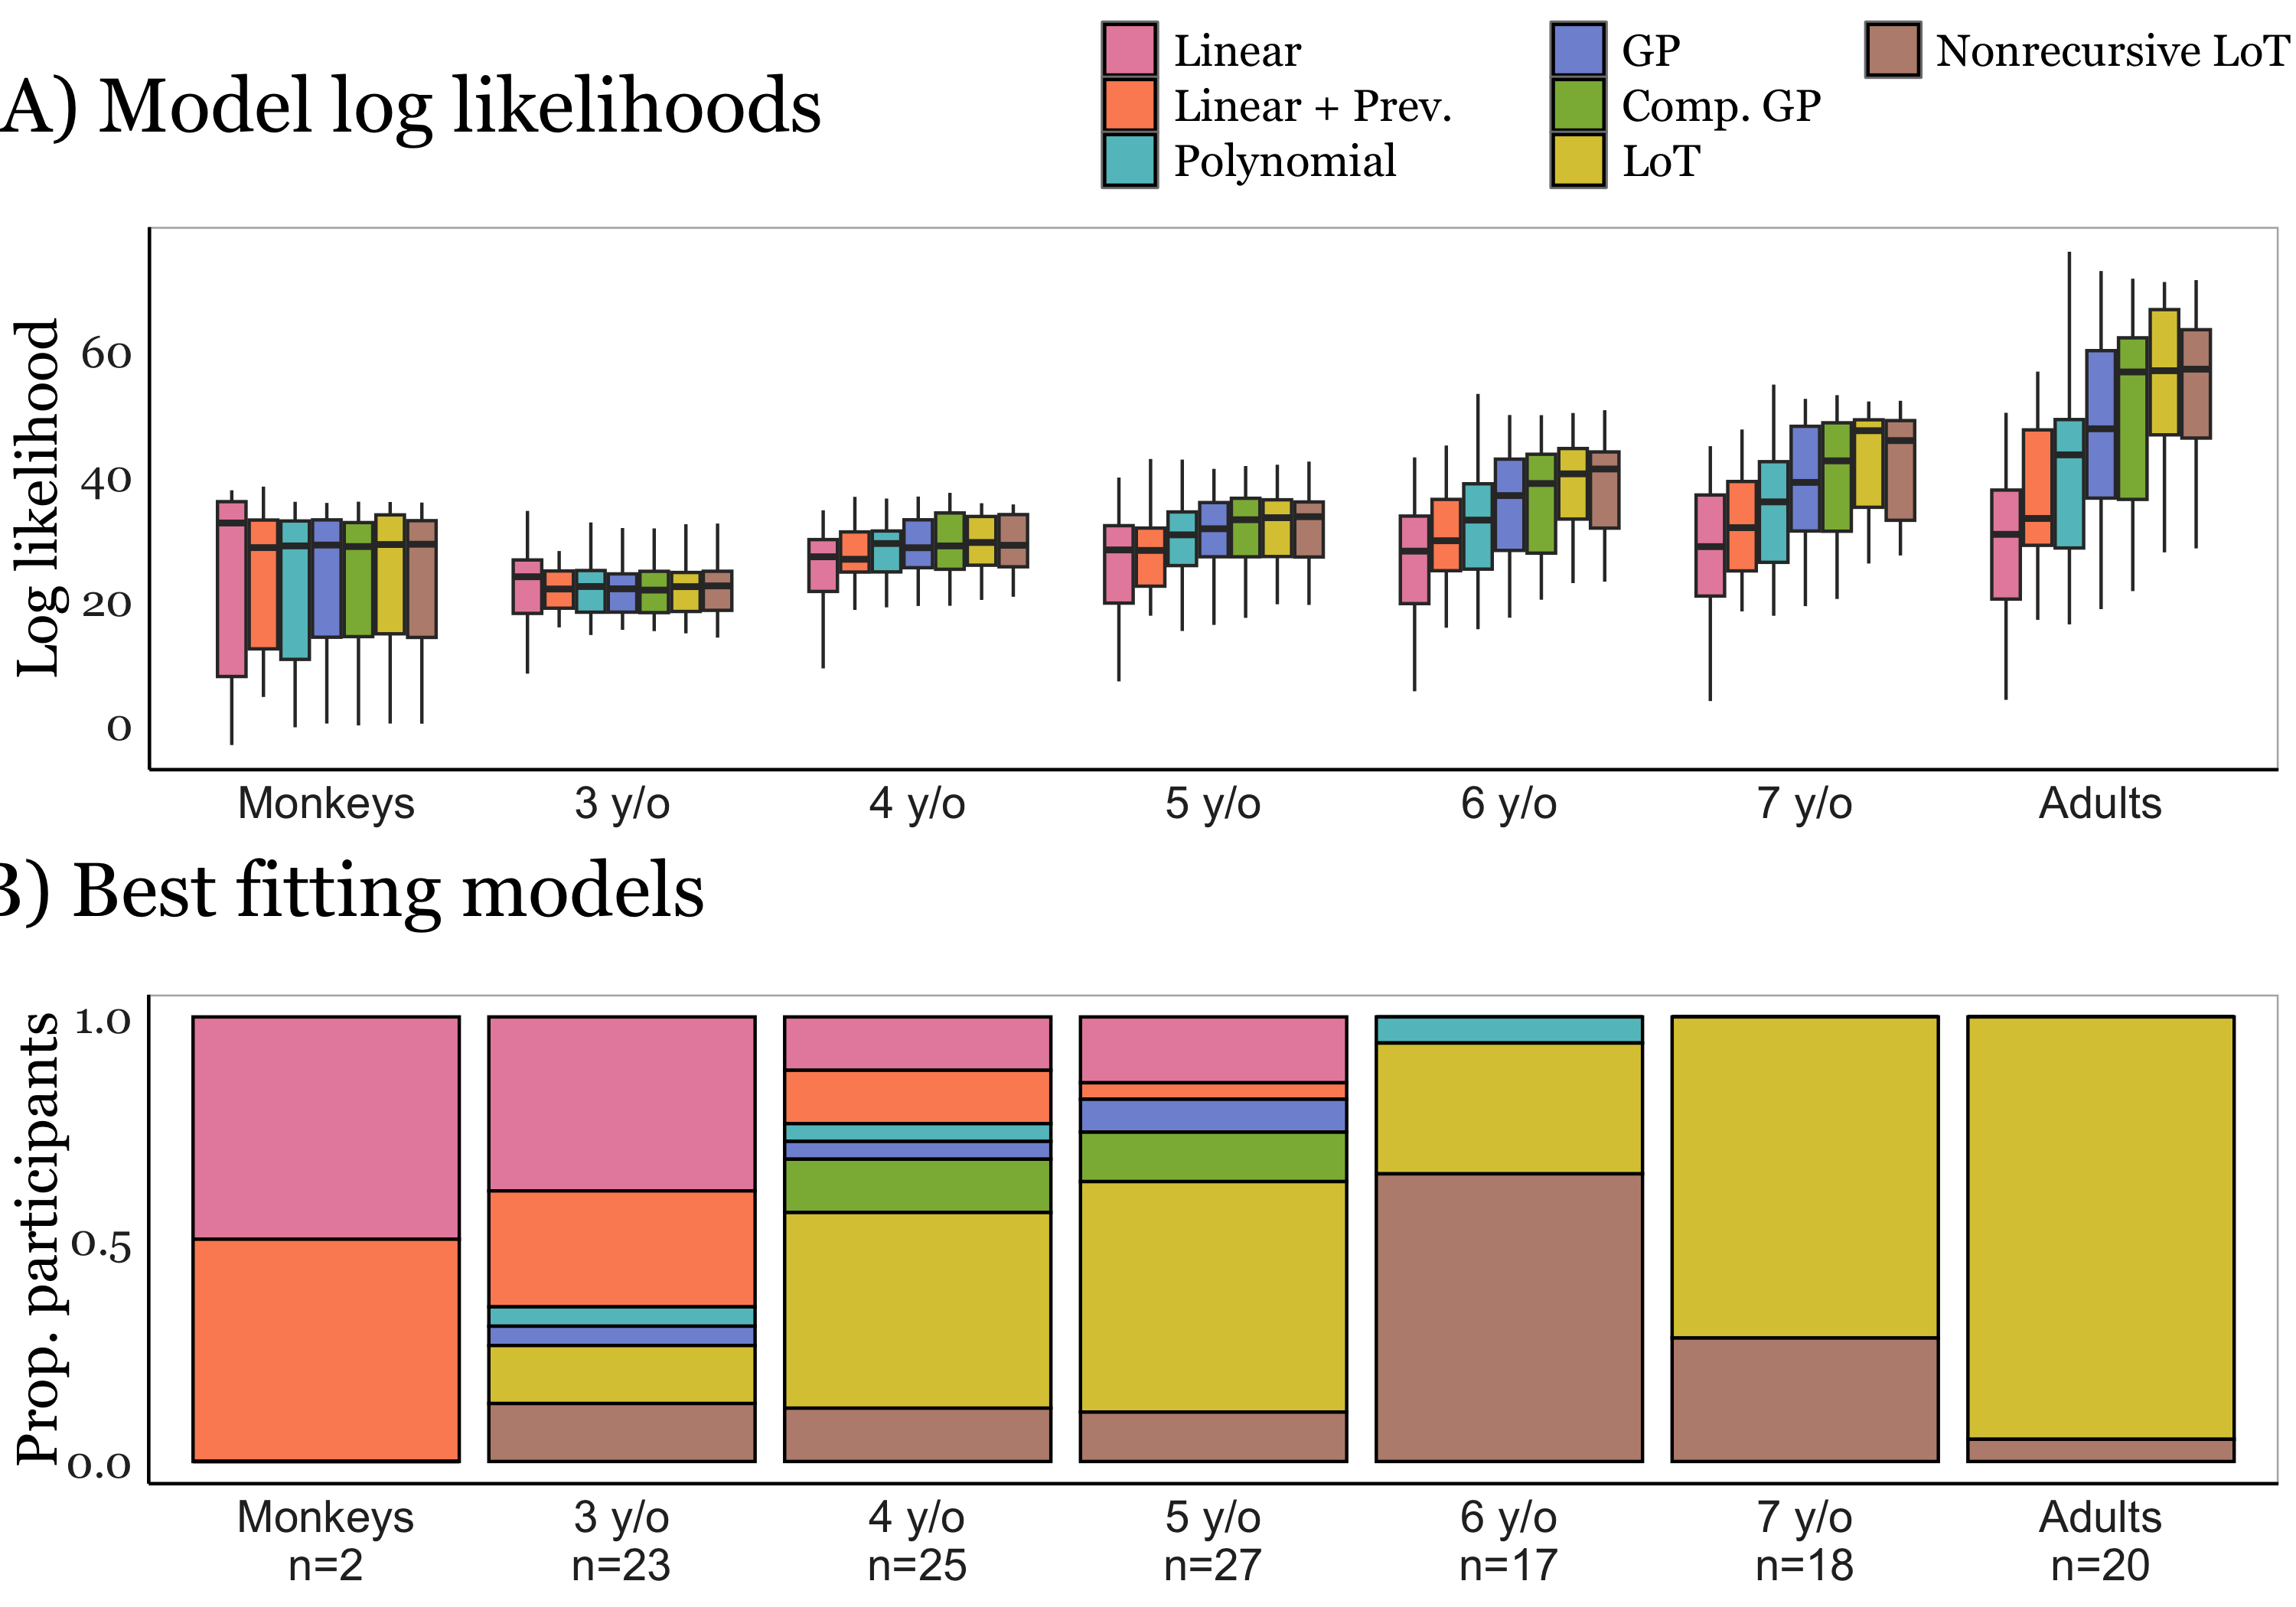 Linear
GP
Nonrecursive LoT
A) Model log likelihoods
Linear + Prev.
Comp. GP
Polynomial
LoT
Log likelihood
60
40
20
0
Monkeys 3 y/o 4 y/o 5 y/o 6 y/o 7 y/o Adults
B) Best fitting models
Prop. participants
1.0
0.5
0.0
Monkeys 3 y/o 4 y/o 5 y/o 6 y/o 7 y/o Adults
n=2 n=23 n=25 n=27 n=17 n=18 n=20